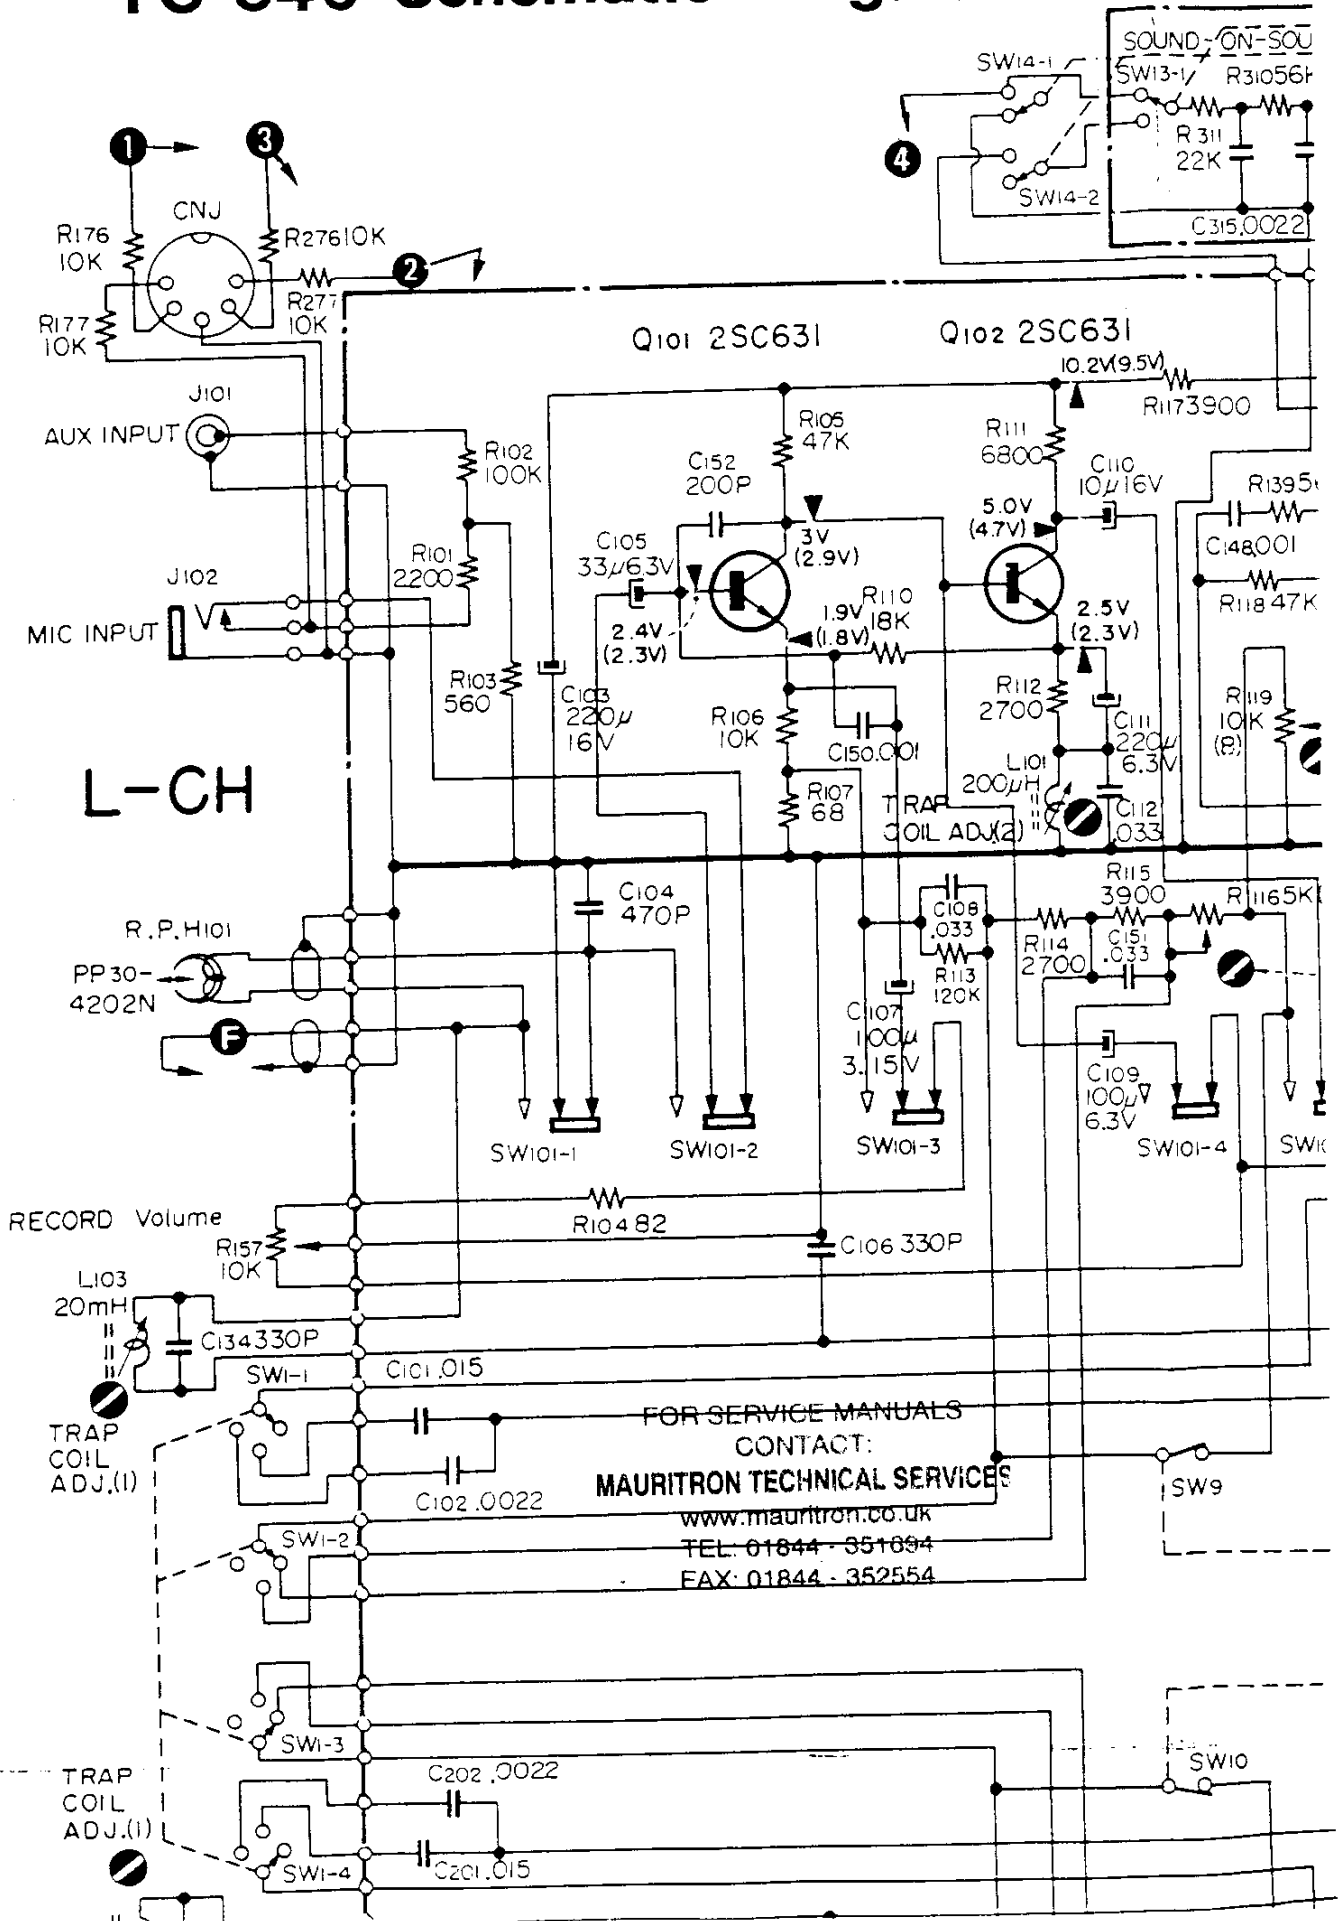 SOUND-ON-SOU
SW14-1
SW13-1
R310 56K
R311
22K
4
SW14-2
C315 .0022
1
3
CNJ
R176
10K
R276 10K
2
R277
10K
R177
10K
Q101 2SC631
Q102 2SC631
10.2V(9.5V)
R117 3900
J101
AUX INPUT
R102
100K
R105
47K
C152
200P
R111
6800
C110
10μ16V
R139
5.0V
(4.7V)
3V
(2.9V)
C105
33μ6.3V
C148 .001
R101
2200
J102
R118 47K
MIC INPUT
2.4V
(2.3V)
1.9V
(1.8V)
R110
18K
2.5V
(2.3V)
R103
560
C103
220μ
16V
R106
10K
C150 .001
R112
2700
C111
220μ
6.3V
R119
10K
(8)
L-CH
R107
68
L101
200μH
TRAP
COIL ADJ.(2)
C112
.033
C104
470P
R115
3900
R116 5K
R.P.H101
PP30-
4202N
C108
.033
R113
120K
R114
2700
C151
.033
F
C107
100μ
3.15V
C109
100μ
6.3V
SW101-1
SW101-2
SW101-3
SW101-4
RECORD Volume
R157
10K
R104 82
C106 330P
L103
20mH
C134 330P
SW1-1
C101 .015
TRAP
COIL
ADJ.(1)
C102 .0022
FOR SERVICE MANUALS
CONTACT:
MAURITRON TECHNICAL SERVICES
www.mauritron.co.uk
TEL: 01844 - 351694
FAX: 01844 - 352554
SW9
SW1-2
SW1-3
SW10
TRAP
COIL
ADJ.(1)
C202 .0022
C201 .015
SW1-4